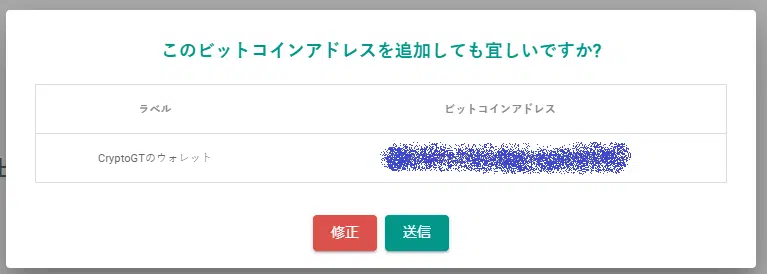 このビットコインアドレスを追加しても宜しいですか?
ラベル ビットコインアドレス
CryptoGTのウォレット
修正 送信